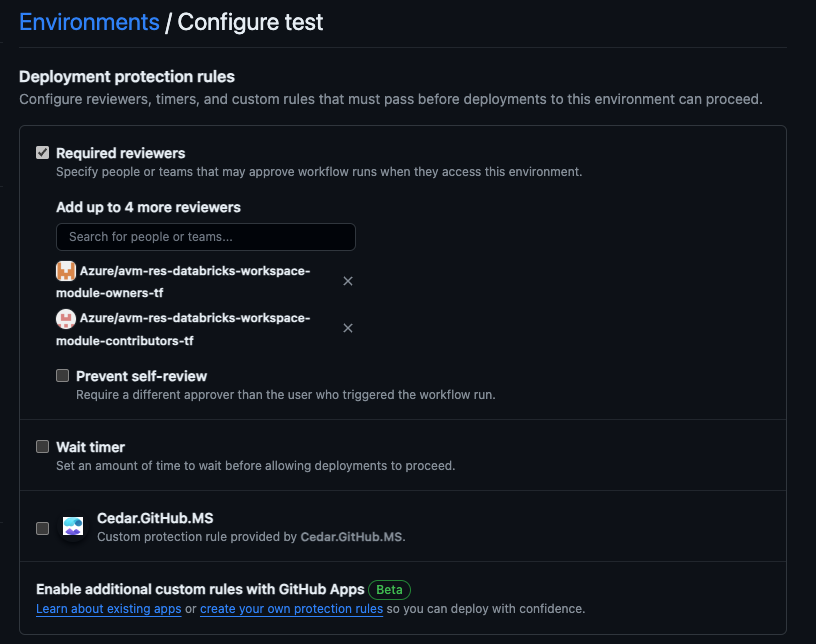 Environments / Configure test
Deployment protection rules
Configure reviewers, timers, and custom rules that must pass before deployments to this environment can proceed.
Required reviewers
Specify people or teams that may approve workflow runs when they access this environment.
Add up to 4 more reviewers
Search for people or teams...
Azure/avm-res-databricks-workspace-
module-owners-tf
Azure/avm-res-databricks-workspace-
module-contributors-tf
Prevent self-review
Require a different approver than the user who triggered the workflow run.
Wait timer
Set an amount of time to wait before allowing deployments to proceed.
Cedar.GitHub.MS
Custom protection rule provided by Cedar.GitHub.MS.
Enable additional custom rules with GitHub Apps Beta
Learn about existing apps or create your own protection rules so you can deploy with confidence.